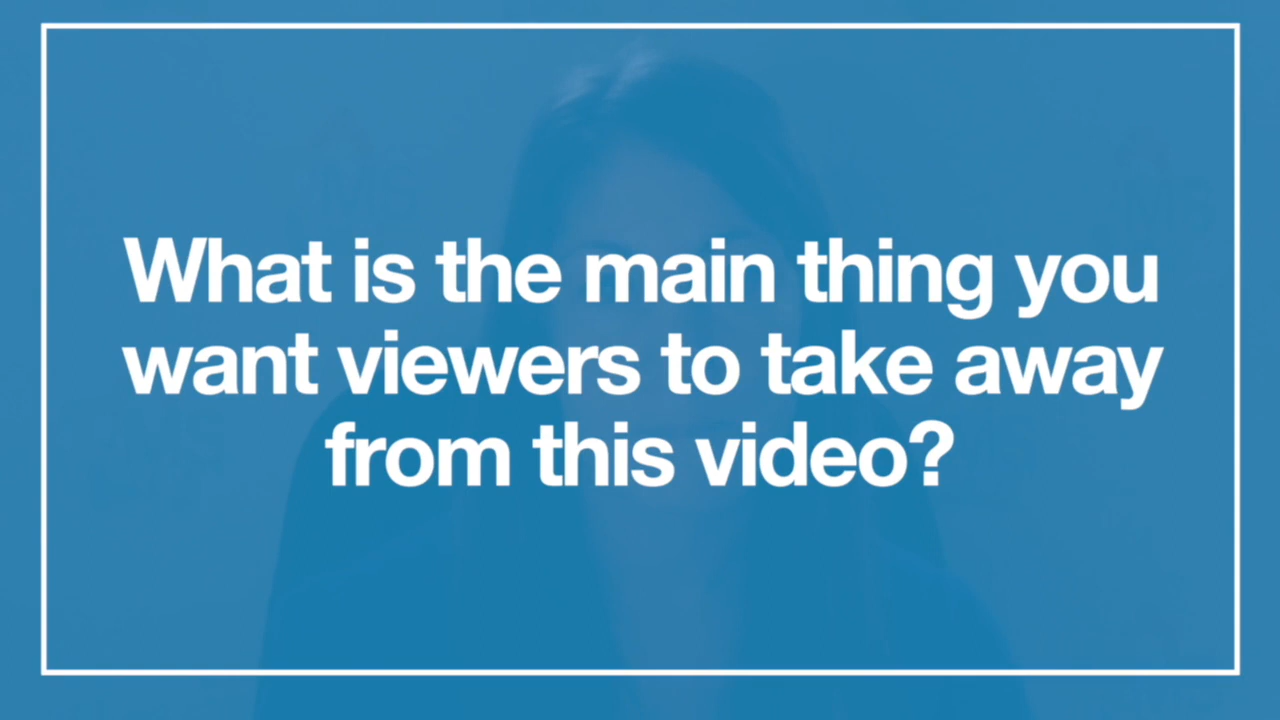 What is the main thing you
want viewers to take away
from this video?